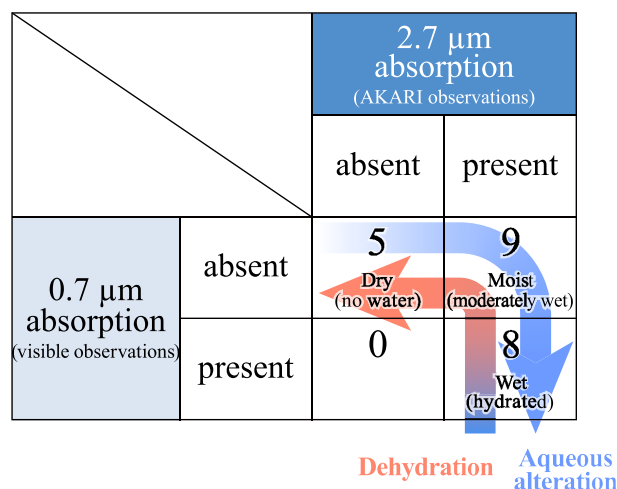 2.7 µm
absorption
(AKARI observations)
absent present
0.7 µm
absorption
(visible observations)
absent
5
Dry
(no water)
9
Moist
(moderately wet)
present
0
8
Wet
(hydrated)
Dehydration
Aqueous
alteration